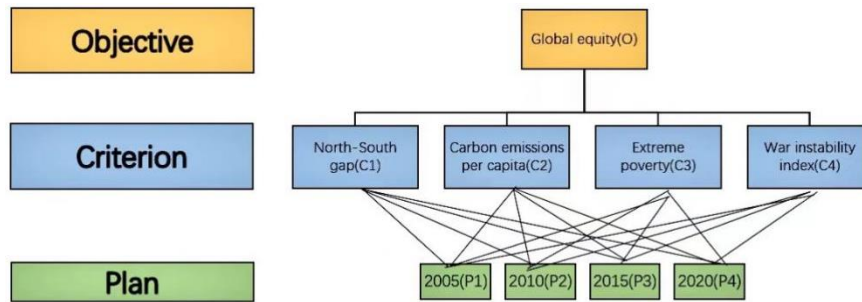 Objective
Global equity(O)
Criterion
North-South
gap(C1)
Carbon emissions
per capita(C2)
Extreme
poverty(C3)
War instability
index(C4)
Plan
2005(P1)
2010(P2)
2015(P3)
2020(P4)